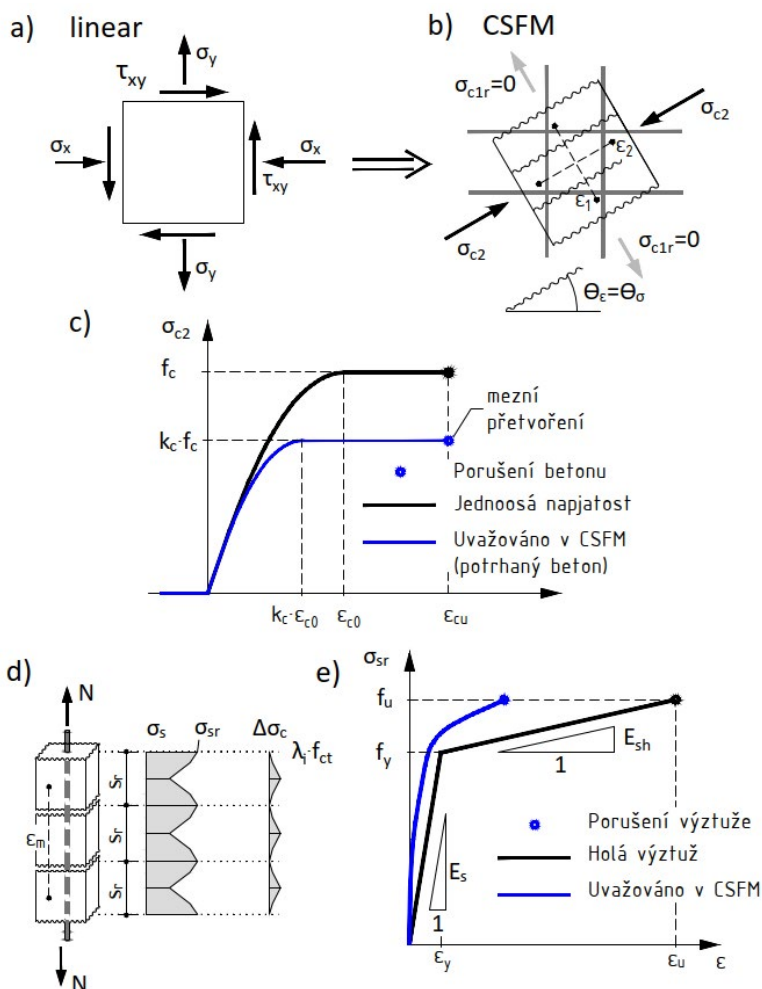 a) linear
σy
τxy
σx
σx
τxy
σy
b) CSFM
σc1r=0
σc2
ε2
ε1
σc2
σc1r=0
Θε=Θσ
c)
σc2
fc
kc·fc
mezní
přetvoření
Porušení betonu
Jednoosá napjatost
Uvažováno v CSFM
(potrhaný beton)
kc·εc0
εc0
εcu
d)
N
σs
σsr
Δσc
λi·fct
sr
sr
sr
εm
N
e)
σsr
fu
fy
Esh
1
Porušení výztuže
Holá výztuž
Uvažováno v CSFM
Es
1
εy
εu
ε